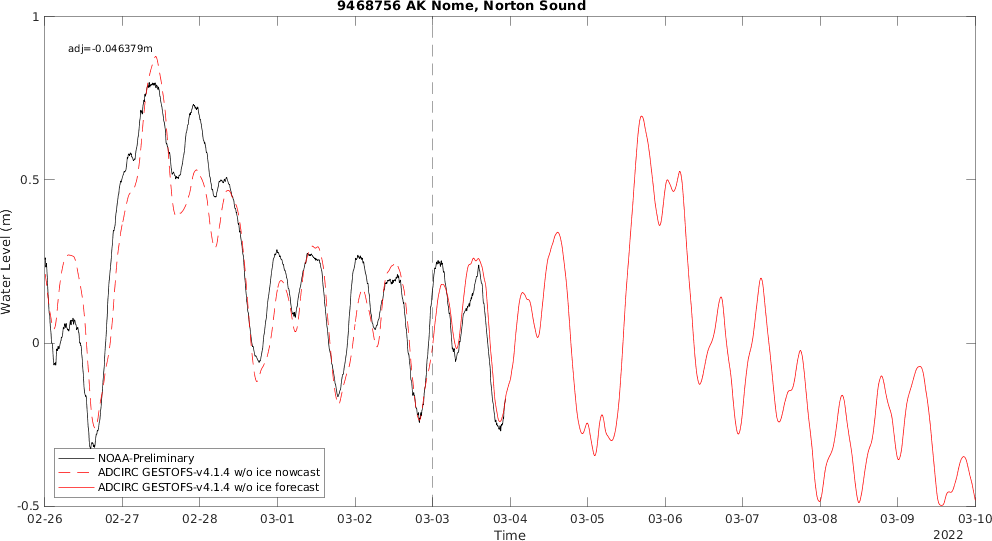 9468756 AK Nome, Norton Sound
adj=-0.046379m
Water Level (m)
1
0.5
0
-0.5
NOAA-Preliminary
ADCIRC GESTOFS-v4.1.4 w/o ice nowcast
ADCIRC GESTOFS-v4.1.4 w/o ice forecast
02-26 02-27 02-28 03-01 03-02 03-03 03-04 03-05 03-06 03-07 03-08 03-09 03-10
Time
2022